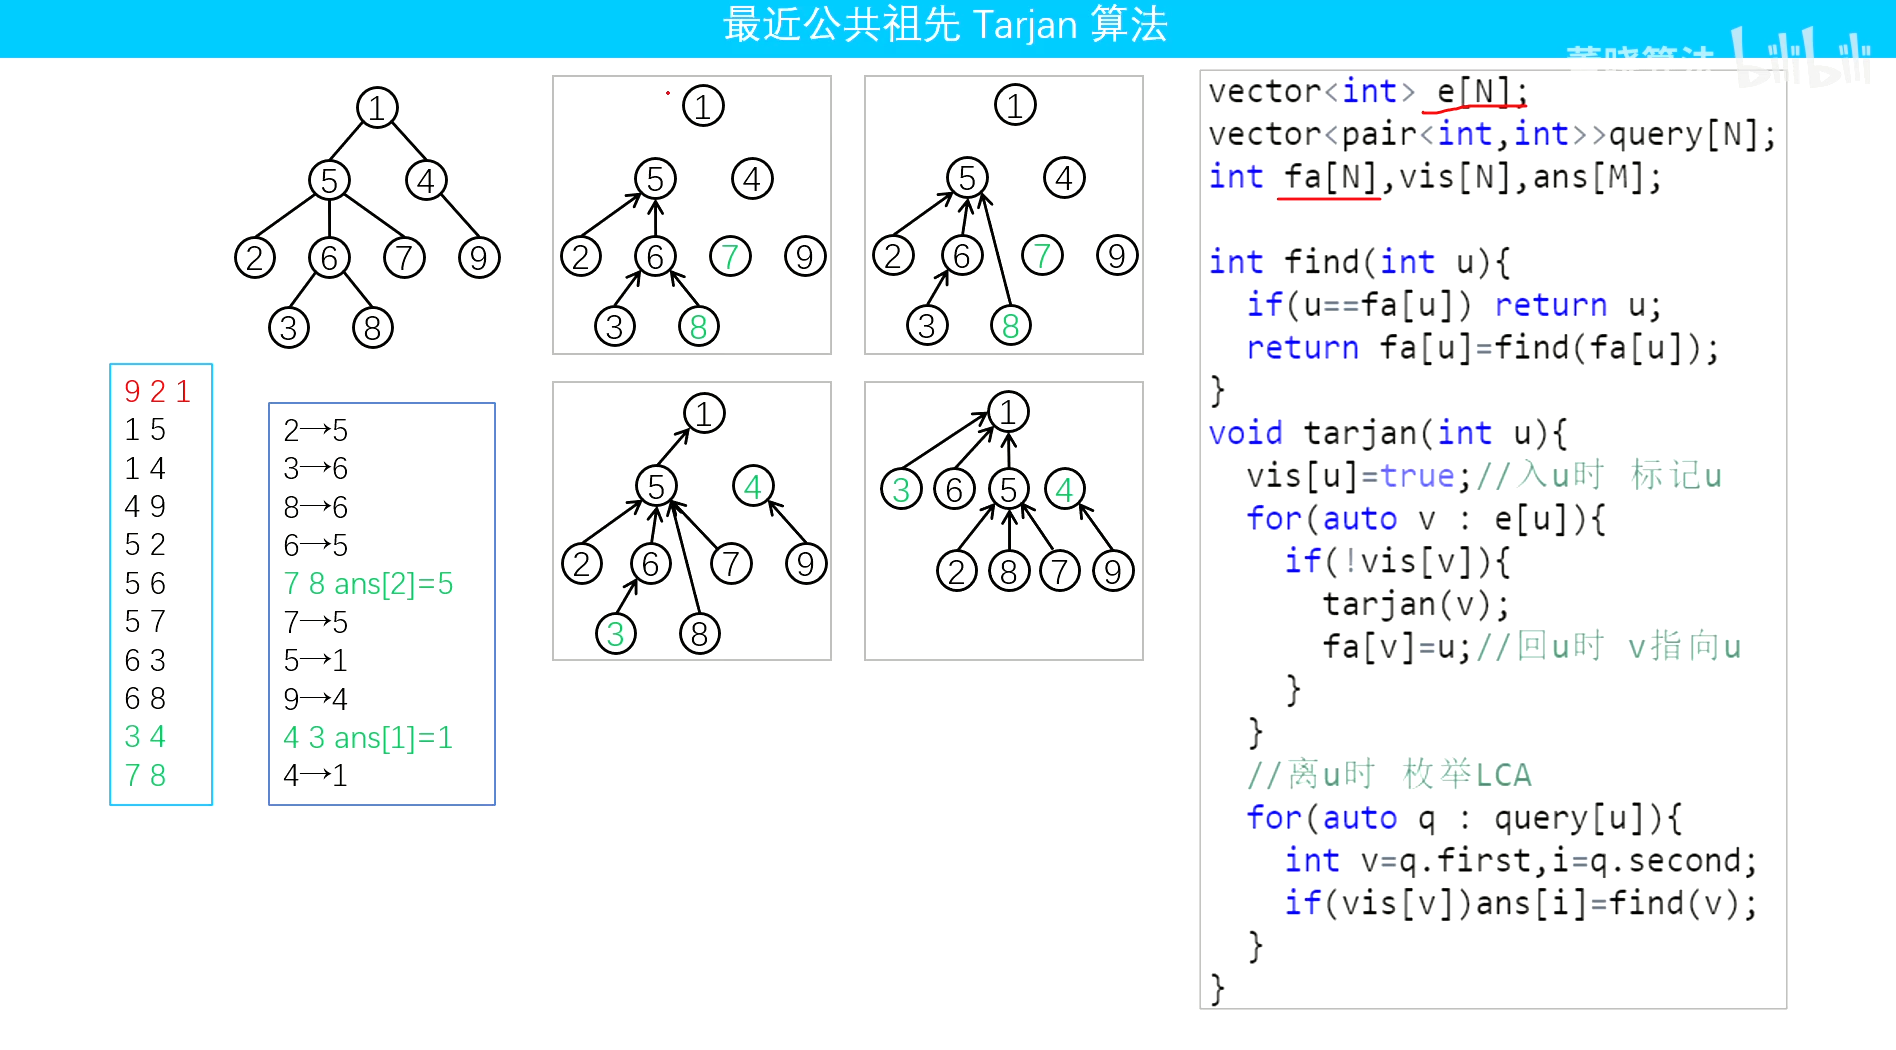 最近公共祖先 Tarjan 算法
董晓算法 bilibili
1
5 4
2 6 7 9
3 8
9 2 1
1 5
1 4
4 9
5 2
5 6
5 7
6 3
6 8
3 4
7 8
2→5
3→6
8→6
6→5
7 8 ans[2]=5
7→5
5→1
9→4
4 3 ans[1]=1
4→1
1
5 4
2 6 7 9
3 8
1
5 4
2 6 7 9
3 8
1
5 4
2 6 7 9
3 8
1
3 6 5 4
2 8 7 9
vector<int> e[N];
vector<pair<int,int>>query[N];
int fa[N],vis[N],ans[M];
int find(int u){
if(u==fa[u]) return u;
return fa[u]=find(fa[u]);
}
void tarjan(int u){
vis[u]=true;//入u时 标记u
for(auto v : e[u]){
if(!vis[v]){
tarjan(v);
fa[v]=u;//回u时 v指向u
}
}
//离u时 枚举LCA
for(auto q : query[u]){
int v=q.first,i=q.second;
if(vis[v])ans[i]=find(v);
}
}